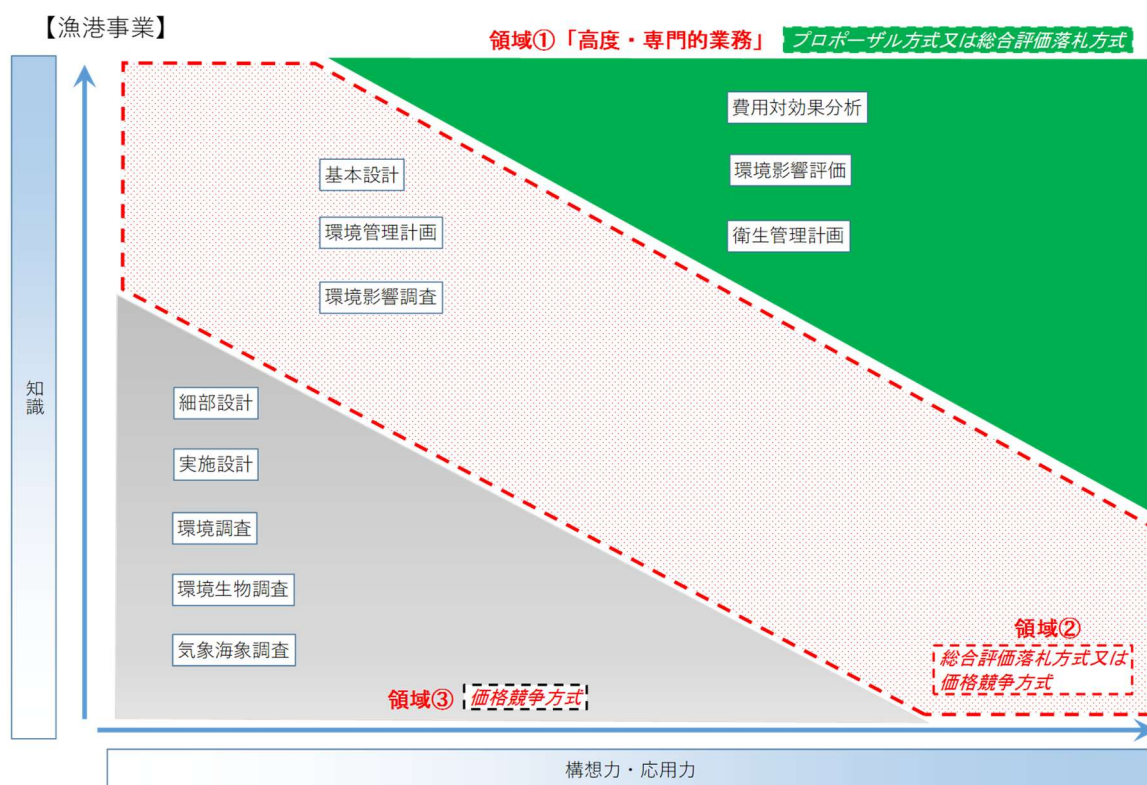 【漁港事業】
領域①「高度・専門的業務」 プロポーザル方式又は総合評価落札方式
費用対効果分析
基本設計
環境影響評価
環境管理計画
衛生管理計画
環境影響調査
知識
細部設計
実施設計
環境調査
環境生物調査
気象海象調査
領域②
総合評価落札方式又は
価格競争方式
領域③ 価格競争方式
構想力・応用力